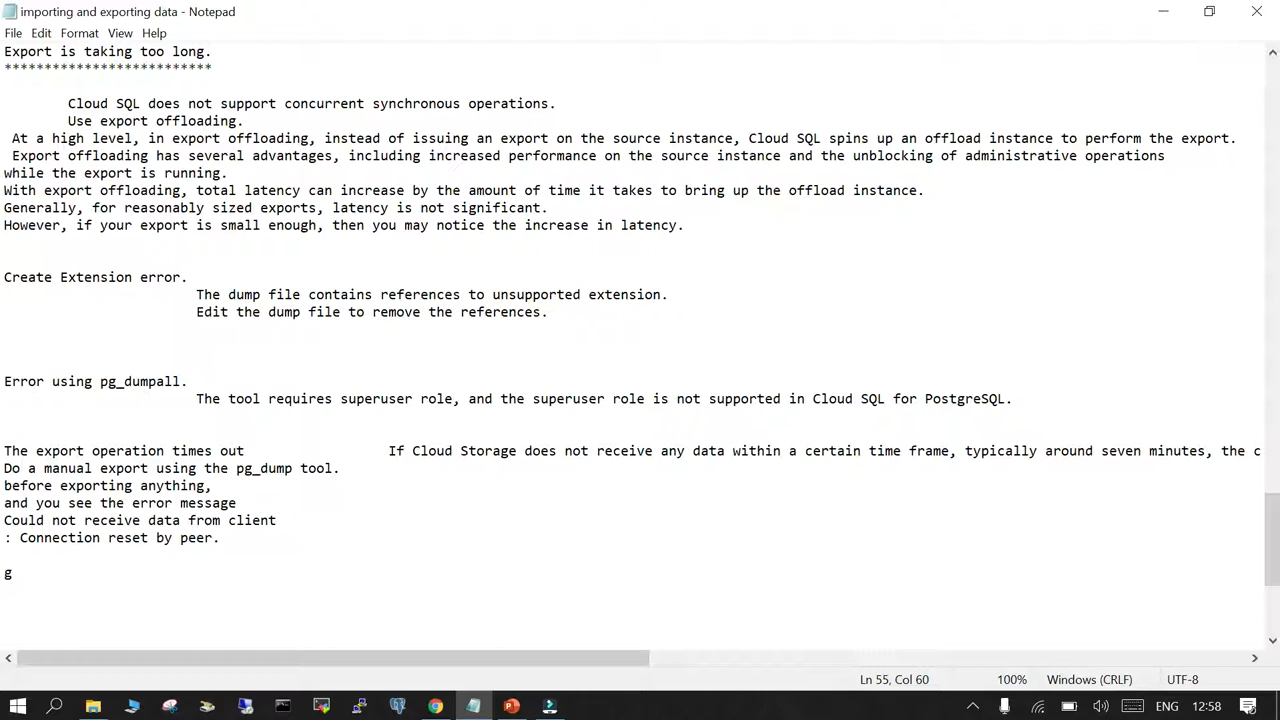 importing and exporting data - Notepad
File Edit Format View Help
Export is taking too long.
**************************
Cloud SQL does not support concurrent synchronous operations.
Use export offloading.
At a high level, in export offloading, instead of issuing an export on the source instance, Cloud SQL spins up an offload instance to perform the export.
Export offloading has several advantages, including increased performance on the source instance and the unblocking of administrative operations
while the export is running.
With export offloading, total latency can increase by the amount of time it takes to bring up the offload instance.
Generally, for reasonably sized exports, latency is not significant.
However, if your export is small enough, then you may notice the increase in latency.
Create Extension error.
The dump file contains references to unsupported extension.
Edit the dump file to remove the references.
Error using pg_dumpall.
The tool requires superuser role, and the superuser role is not supported in Cloud SQL for PostgreSQL.
The export operation times out If Cloud Storage does not receive any data within a certain time frame, typically around seven minutes, the c
Do a manual export using the pg_dump tool.
before exporting anything,
and you see the error message
Could not receive data from client
: Connection reset by peer.
g
Ln 55, Col 60 100% Windows (CRLF) UTF-8
ENG 12:58